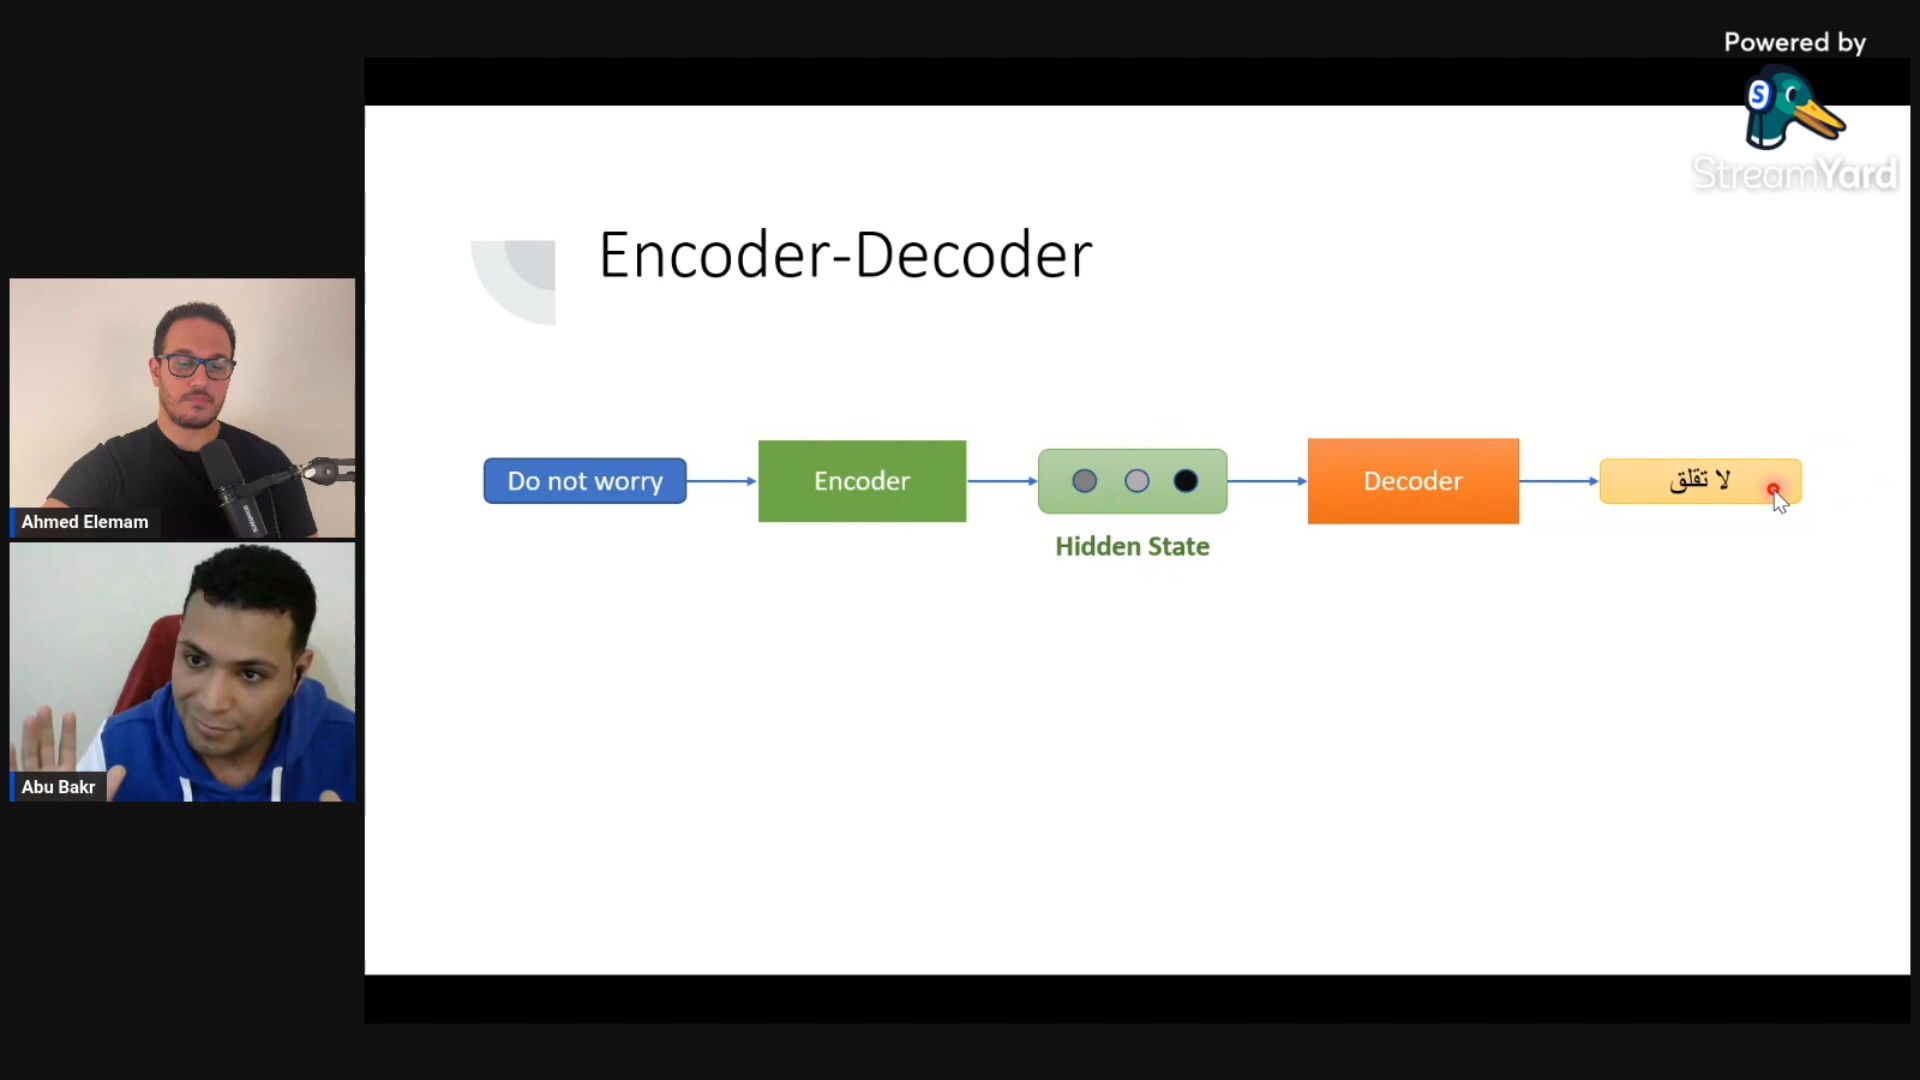 Powered by
StreamYard
Encoder-Decoder
Do not worry
Encoder
Decoder
لا تقلق
Hidden State
Ahmed Elemam
Abu Bakr